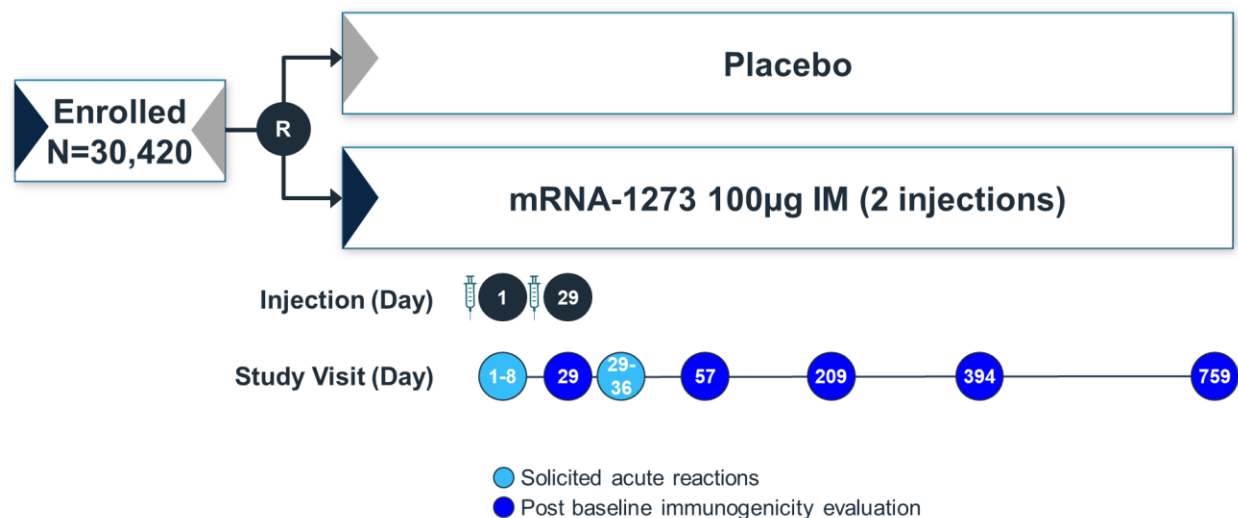 Placebo
Enrolled
N=30,420
R
mRNA-1273 100µg IM (2 injections)
Injection (Day)
1
29
Study Visit (Day)
1-8
29
29-
36
57
209
394
759
Solicited acute reactions
Post baseline immunogenicity evaluation